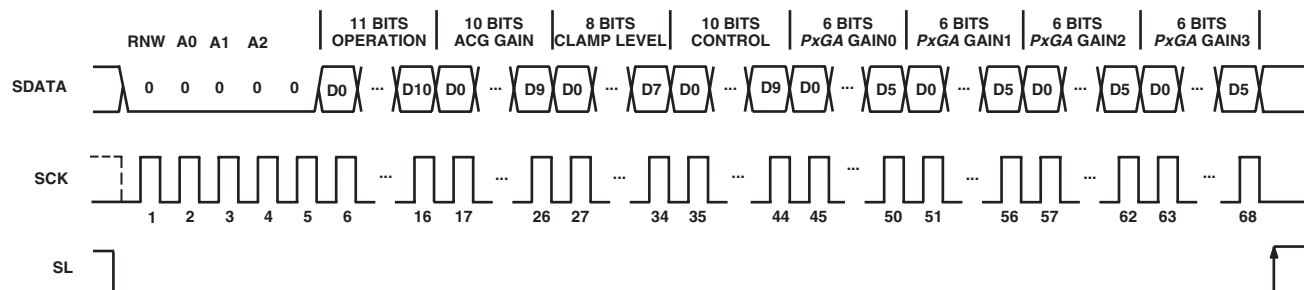 11 BITS OPERATION
10 BITS ACG GAIN
8 BITS CLAMP LEVEL
10 BITS CONTROL
6 BITS PxGA GAIN0
6 BITS PxGA GAIN1
6 BITS PxGA GAIN2
6 BITS PxGA GAIN3
RNW A0 A1 A2
SDATA 0 0 0 0 0 D0 ... D10 D0 ... D9 D0 ... D7 D0 ... D9 D0 ... D5 D0 ... D5 D0 ... D5 D0 ... D5
SCK ... ... ... ... ... ... ... ...
1 2 3 4 5 6 16 17 26 27 34 35 44 45 50 51 56 57 62 63 68
SL